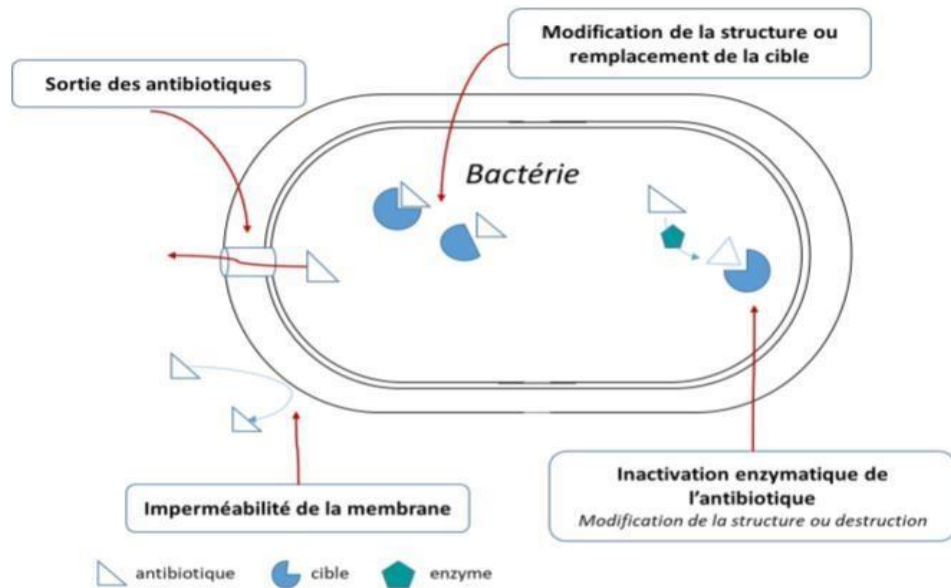 Modification de la structure ou
remplacement de la cible
Sortie des antibiotiques
Bactérie
Inactivation enzymatique de
l’antibiotique
Modification de la structure ou destruction
Imperméabilité de la membrane
antibiotique
cible
enzyme